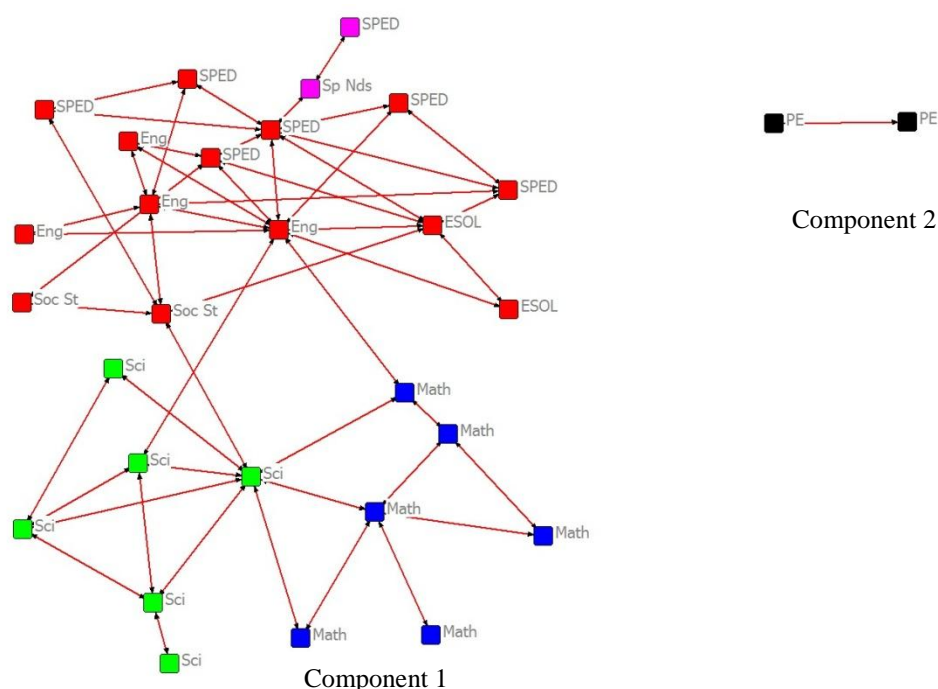 SPED
SPED
Sp Nds
SPED
SPED
SPED
PE
PE
SPED
Eng
SPED
SPED
Eng
Component 2
ESOL
Eng
Eng
Soc St
Soc St
ESOL
Sci
Math
Math
Sci
Sci
Math
Sci
Math
Sci
Math
Math
Sci
Component 1